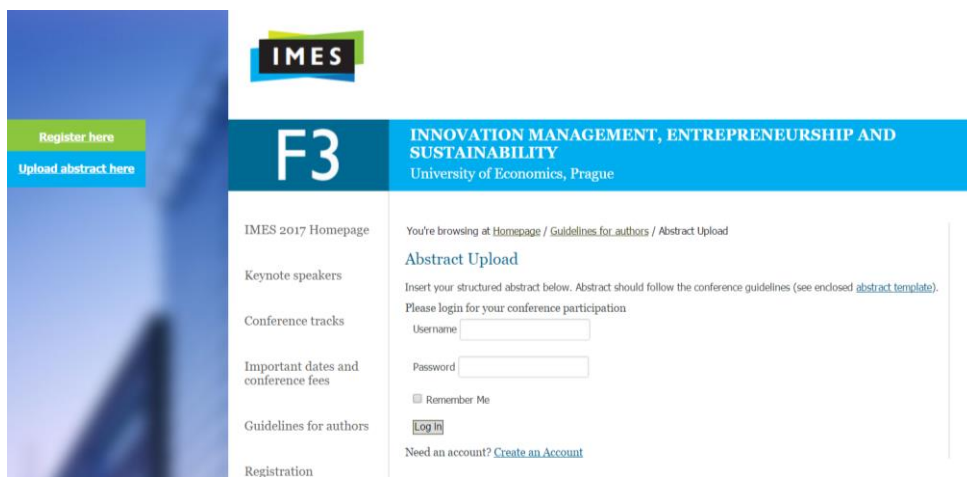 IMES
Register here
Upload abstract here
F3
INNOVATION MANAGEMENT, ENTREPRENEURSHIP AND
SUSTAINABILITY
University of Economics, Prague
IMES 2017 Homepage
Keynote speakers
Conference tracks
Important dates and
conference fees
Guidelines for authors
Registration
You're browsing at Homepage / Guidelines for authors / Abstract Upload
Abstract Upload
Insert your structured abstract below. Abstract should follow the conference guidelines (see enclosed abstract template).
Please login for your conference participation
Username
Password
Remember Me
Log In
Need an account? Create an Account